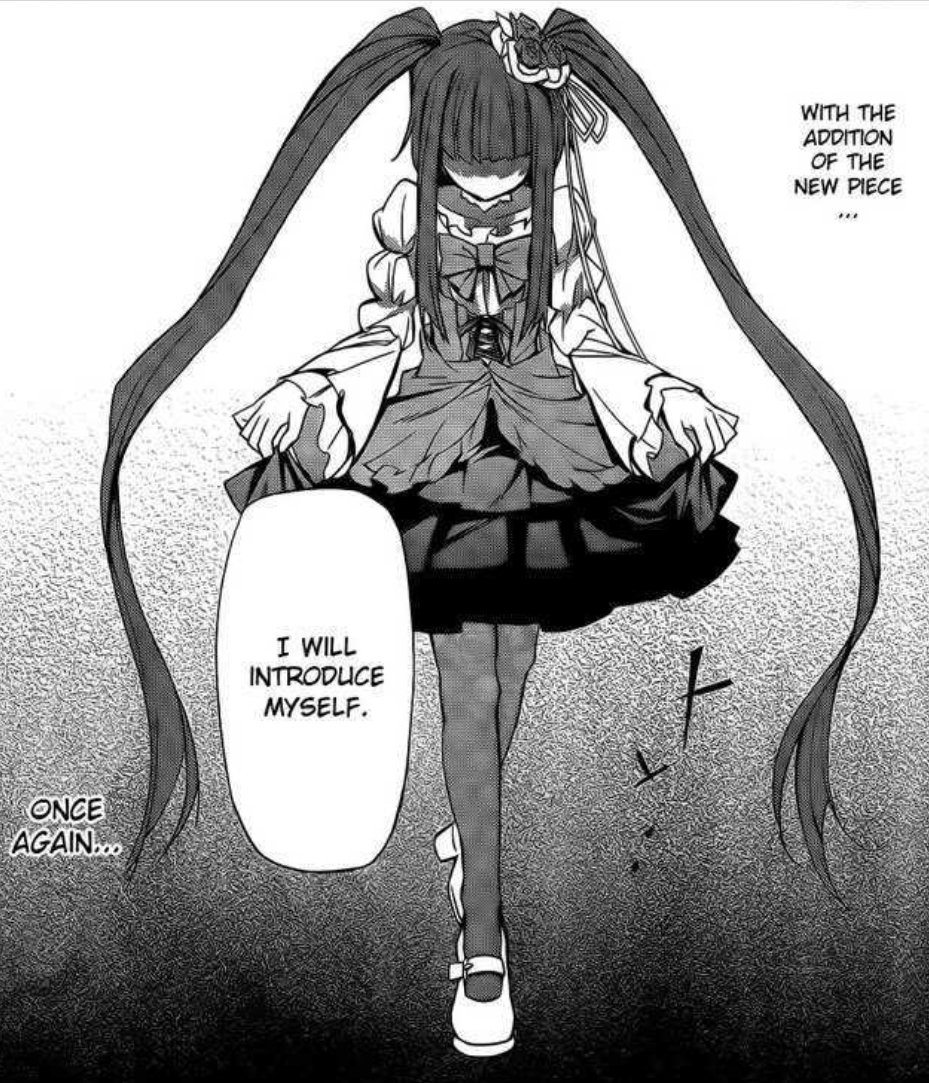 WITH THE
ADDITION
OF THE
NEW PIECE
...
I WILL
INTRODUCE
MYSELF.
ONCE
AGAIN...